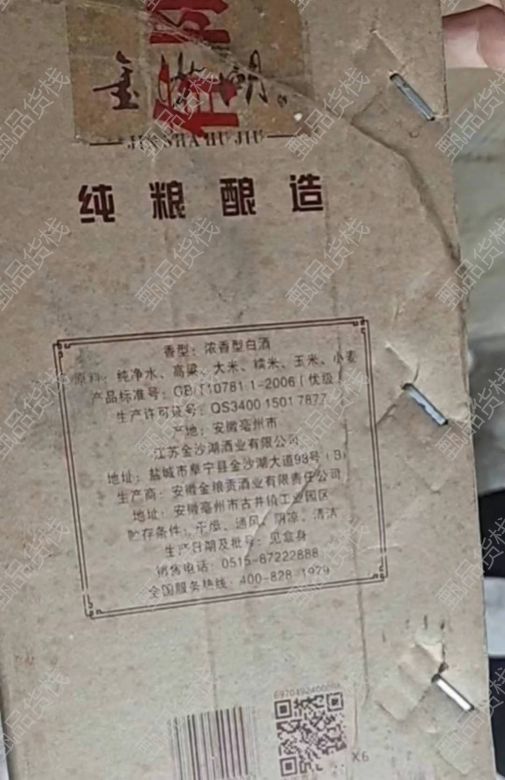 金沙湖
JIN SHA HU JIU
纯粮酿造
香型：浓香型白酒
原料：纯净水、高粱、大米、糯米、玉米、小麦
产品标准号：GB/T10781.1-2006（优级）
生产许可证号：QS3400 1501 7877
产地：安徽亳州市
江苏金沙湖酒业有限公司
地址：盐城市阜宁县金沙湖大道93号（B）
生产商：安徽金粮贡酒业有限责任公司
地址：安徽亳州市古井镇工业园区
贮存条件：干燥、通风、阴凉、清洁
生产日期及批号：见盒身
销售电话：0515-87222888
全国服务热线：400-828-1979
X6
甄品货栈